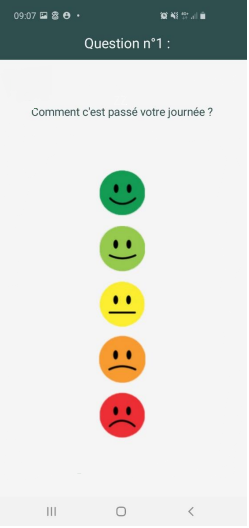 09:07
Question n°1 :
Comment c'est passé votre journée ?